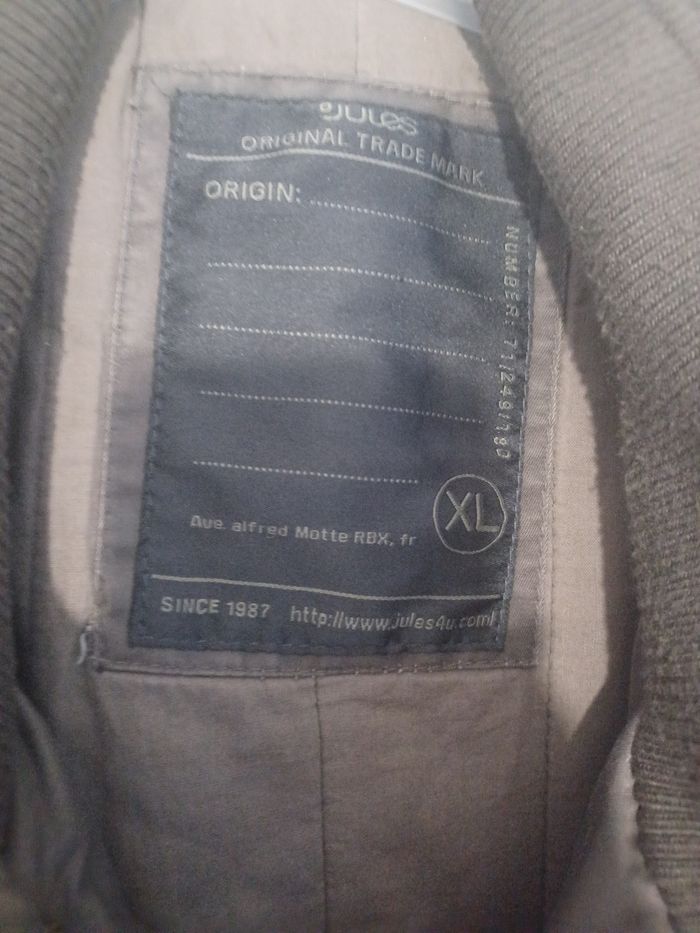 JULES
ORIGINAL TRADE MARK
ORIGIN:
NUMBER: 71/249/190
XL
Ave. alfred Motte RBX. fr
SINCE 1987 http://www.jules4u.com/